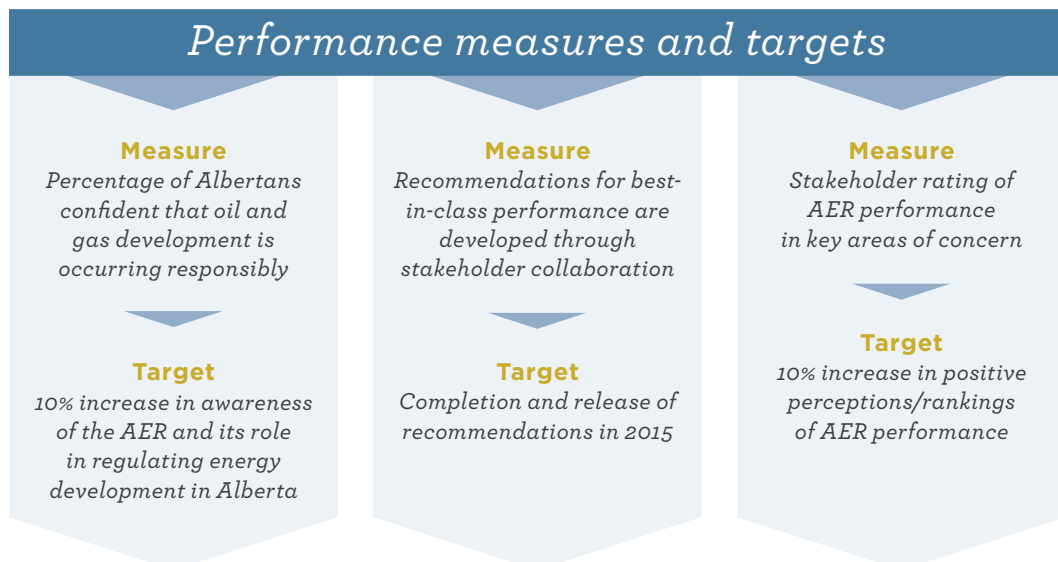 Performance measures and targets
Measure
Percentage of Albertans
confident that oil and
gas development is
occurring responsibly
Target
10% increase in awareness
of the AER and its role
in regulating energy
development in Alberta
Measure
Recommendations for best-
in-class performance are
developed through
stakeholder collaboration
Target
Completion and release of
recommendations in 2015
Measure
Stakeholder rating of
AER performance
in key areas of concern
Target
10% increase in positive
perceptions/rankings
of AER performance